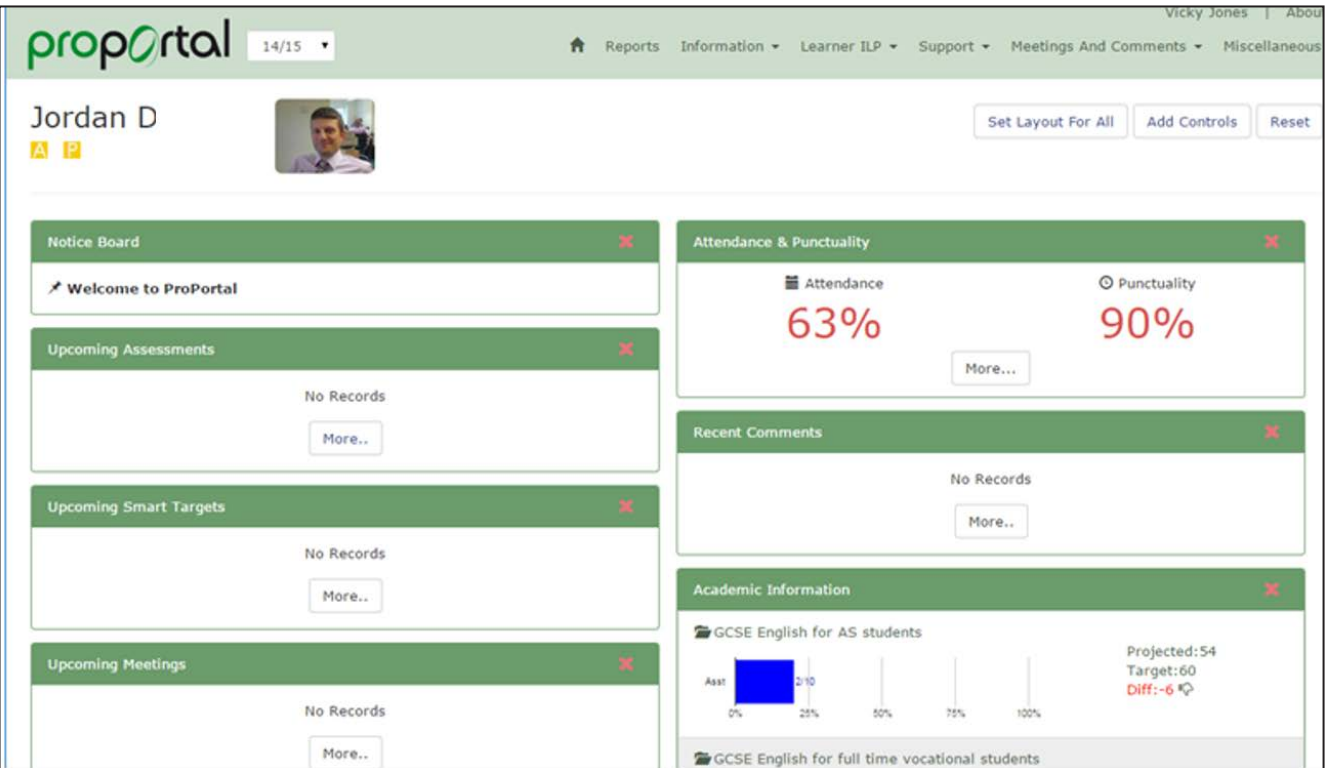 Vicky Jones | Abou
proportal
14/15
Reports Information Learner ILP Support Meetings And Comments Miscellaneous
Jordan D
A P
Set Layout For All Add Controls Reset
Notice Board
Welcome to ProPortal
Upcoming Assessments
No Records
More..
Upcoming Smart Targets
No Records
More..
Upcoming Meetings
No Records
More..
Attendance & Punctuality
Attendance Punctuality
63% 90%
More...
Recent Comments
No Records
More..
Academic Information
GCSE English for AS students
Asst 2/10
0% 25% 50% 75% 100%
Projected:54
Target:60
Diff:-6
GCSE English for full time vocational students